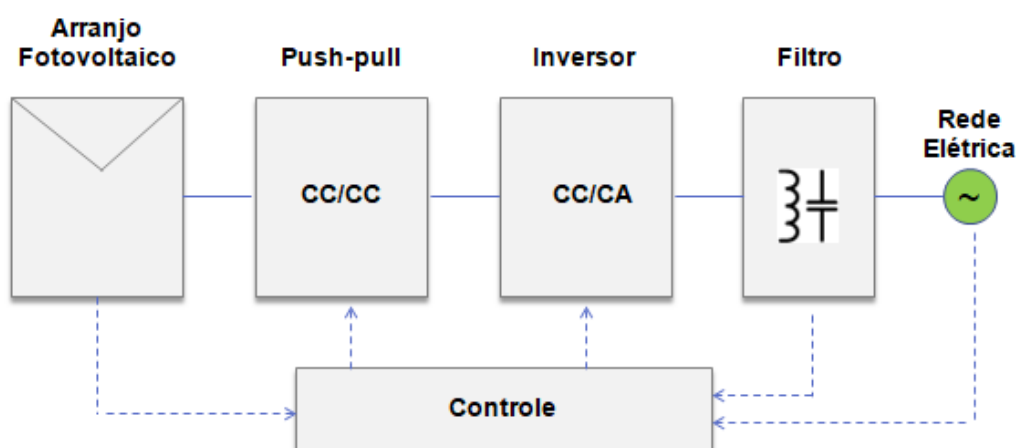 Arranjo
Fotovoltaico
Push-pull
Inversor
Filtro
Rede
Elétrica
CC/CC
CC/CA
~
Controle